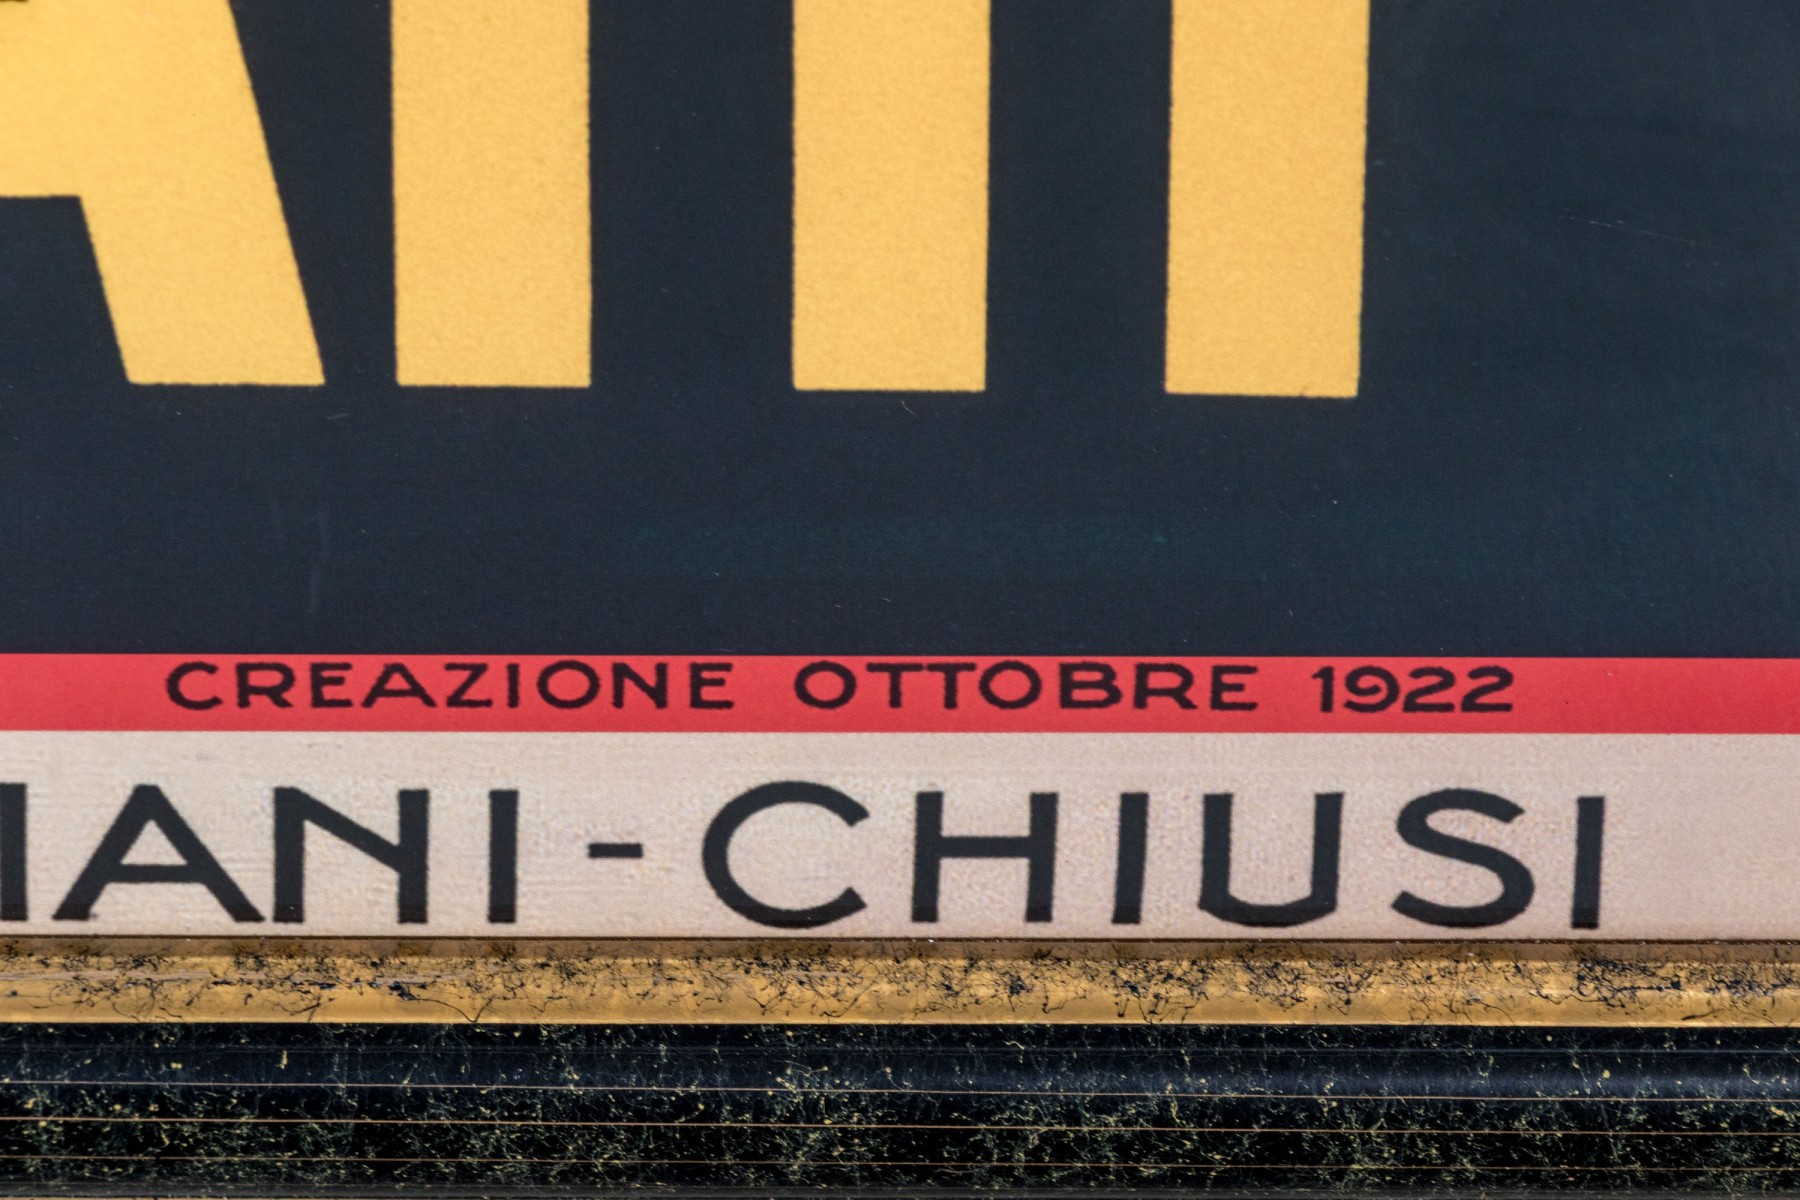 CREAZIONE OTTOBRE 1922
IANI - CHIUSI